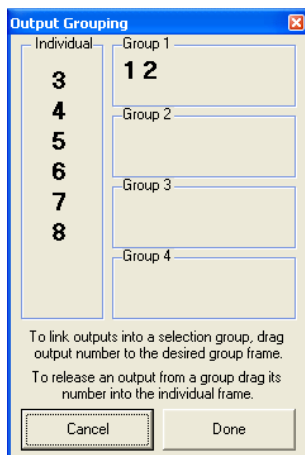 Output Grouping
Individual
3
4
5
6
7
8
Group 1
1 2
Group 2
Group 3
Group 4
To link outputs into a selection group, drag
output number to the desired group frame.
To release an output from a group drag its
number into the individual frame.
Cancel
Done